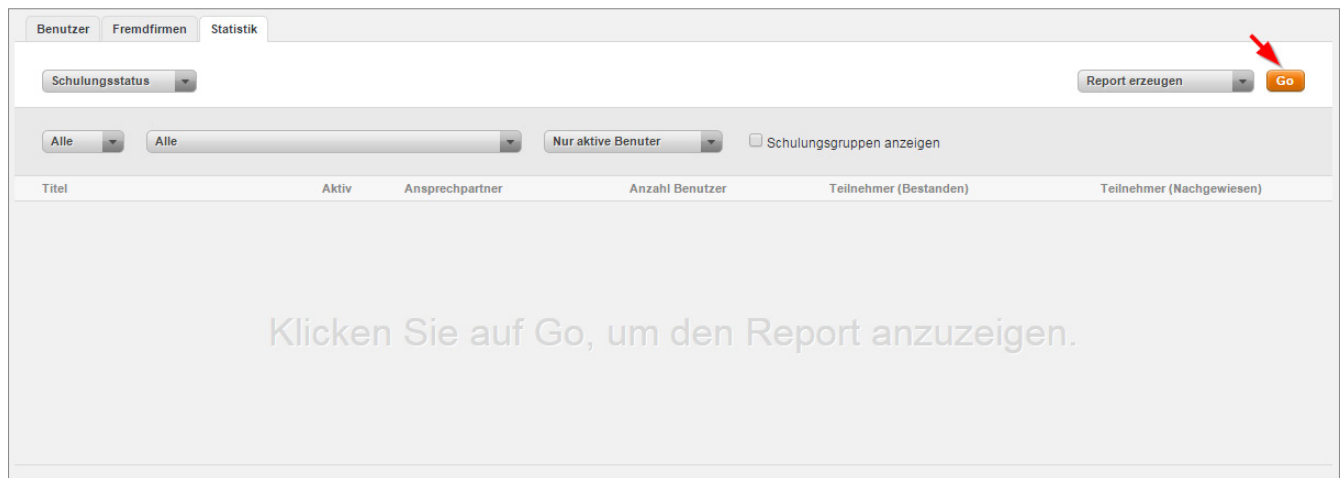 Benutzer Fremdfirmen Statistik
Schulungsstatus Report erzeugen Go
Alle Alle Nur aktive Benuter Schulungsgruppen anzeigen
Titel Aktiv Ansprechpartner Anzahl Benutzer Teilnehmer (Bestanden) Teilnehmer (Nachgewiesen)
Klicken Sie auf Go, um den Report anzuzeigen.